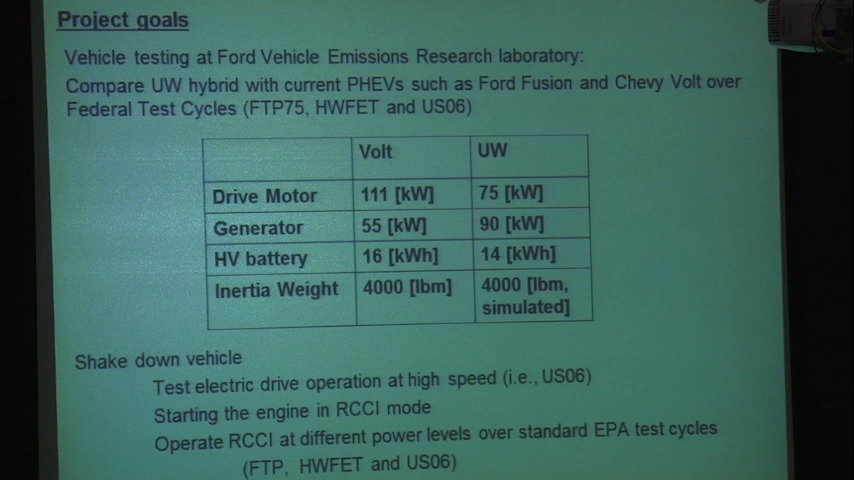 Project goals
Vehicle testing at Ford Vehicle Emissions Research laboratory:
Compare UW hybrid with current PHEVs such as Ford Fusion and Chevy Volt over
Federal Test Cycles (FTP75, HWFET and US06)
Volt UW
Drive Motor 111 [kW] 75 [kW]
Generator 55 [kW] 90 [kW]
HV battery 16 [kWh] 14 [kWh]
Inertia Weight 4000 [lbm] 4000 [lbm,
simulated]
Shake down vehicle
Test electric drive operation at high speed (i.e., US06)
Starting the engine in RCCI mode
Operate RCCI at different power levels over standard EPA test cycles
(FTP, HWFET and US06)